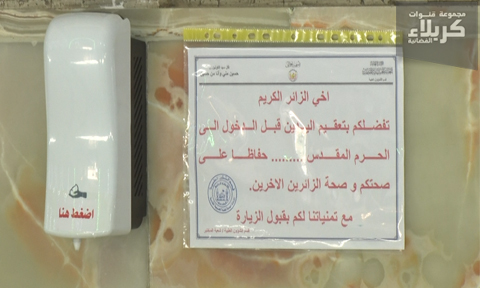 مجموعة قنوات
كربلاء
الفضائية
اخي الزائر الكريم
تفضلكم بتعقيم اليدين قبل الدخول الى
الحرم المقدس ......... حفاظا على
صحتكم و صحة الزائرين الاخرين.
مع تمنياتنا لكم بقبول الزيارة
اضغط هنا